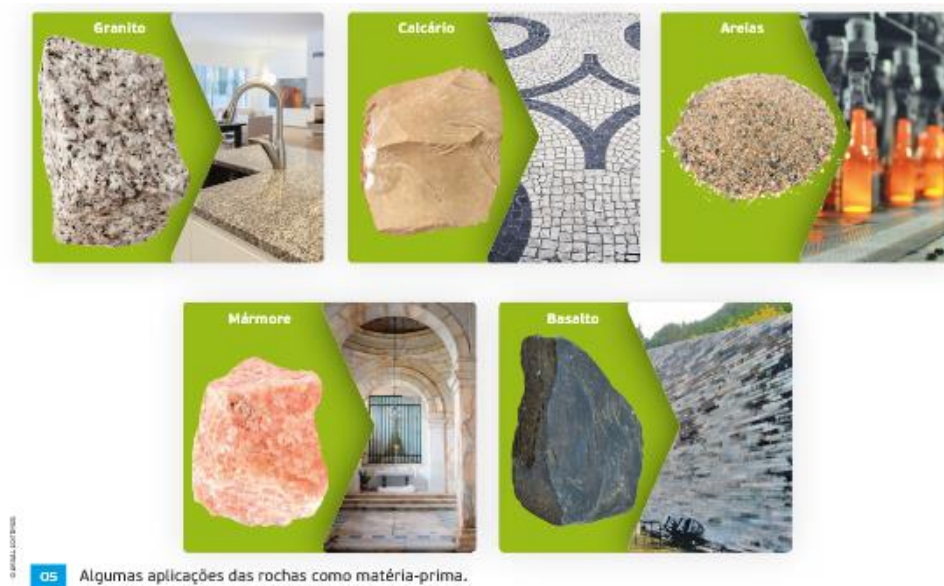 Granito
Calcário
Areias
Mármore
Basalto
05 Algumas aplicações das rochas como matéria-prima.